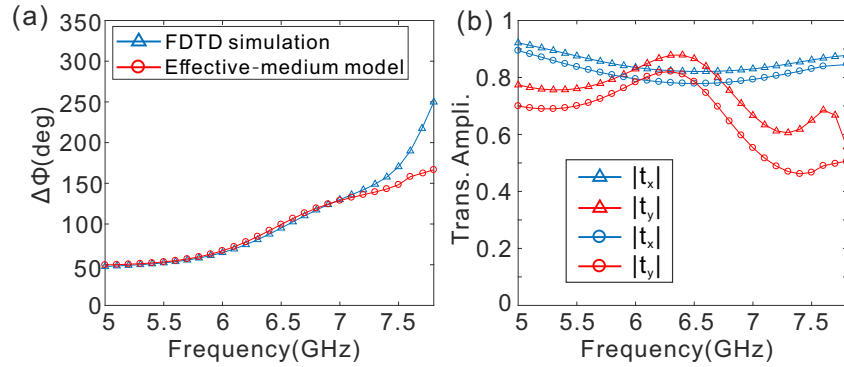 (a)
350
300
250
200
150
100
50
0
ΔΦ(deg)
FDTD simulation
Effective-medium model
5
5.5
6
6.5
7
7.5
Frequency(GHz)
(b)
1
0.8
0.6
0.4
0.2
0
Trans. Ampli.
|tx|
|ty|
|tx|
|ty|
5
5.5
6
6.5
7
7.5
Frequency(GHz)